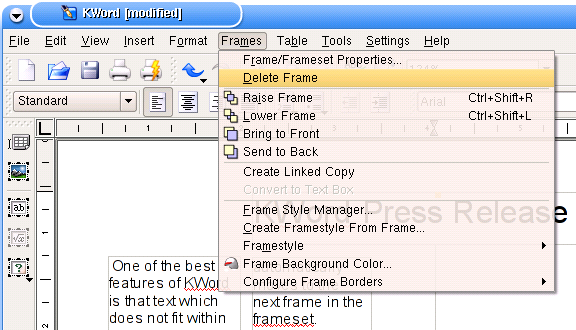 KWord [modified]
File Edit View Insert Format Frames Table Tools Settings Help
Frame/Frameset Properties...
Delete Frame
Standard
Arial
Raise Frame Ctrl+Shift+R
Lower Frame Ctrl+Shift+L
Bring to Front
Send to Back
Create Linked Copy
Convert to Text Box
Frame Style Manager...
KWord Press Release
Create Framestyle From Frame...
Framestyle
Frame Background Color...
Configure Frame Borders
One of the best
features of KWord
is that text which
does not fit within
next frame in the
frameset.